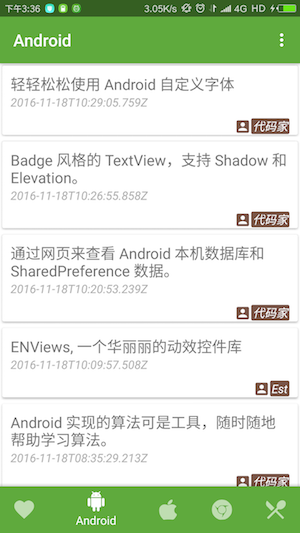 下午3:36 3.05K/s 4G HD
Android
轻轻松松使用 Android 自定义字体
2016-11-18T10:29:05.759Z
代码家
Badge 风格的 TextView，支持 Shadow 和
Elevation。
2016-11-18T10:26:55.858Z
代码家
通过网页来查看 Android 本机数据库和
SharedPreference 数据。
2016-11-18T10:20:53.239Z
代码家
ENViews, 一个华丽丽的动效控件库
2016-11-18T10:09:57.508Z
Est
Android 实现的算法可是工具，随时随地
帮助学习算法。
2016-11-18T08:35:29.213Z
代码家
Android